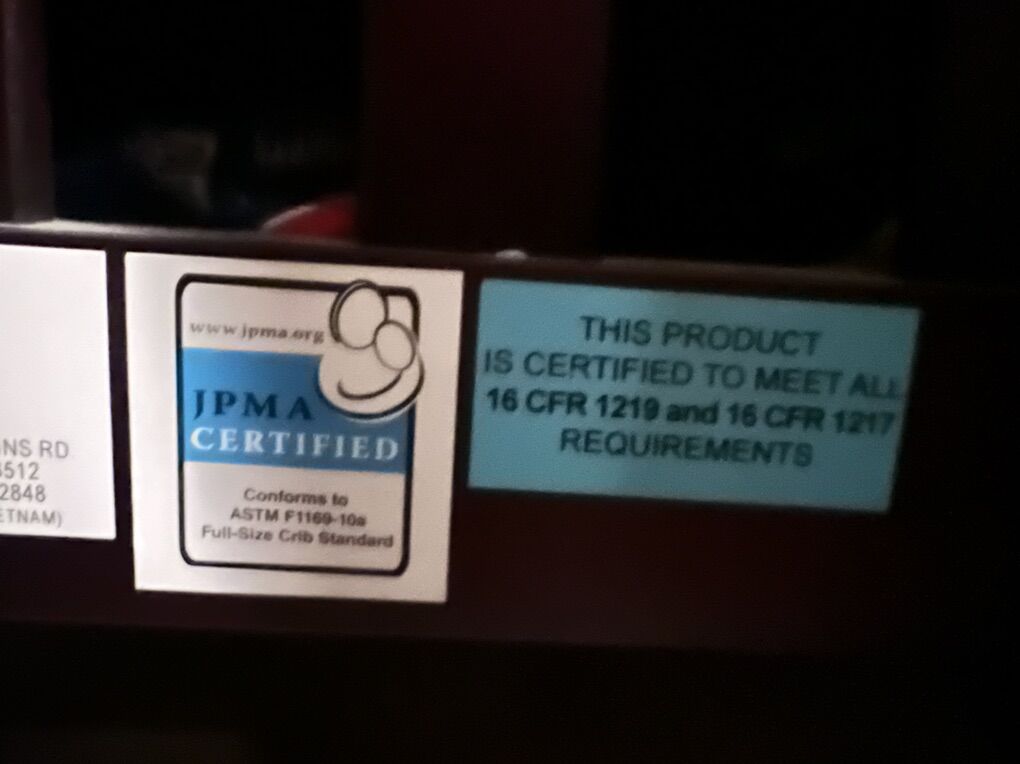 INS RD
3512
2848
ETNAM)
www.jpma.org
JPMA
CERTIFIED
Conforms to
ASTM F1169-10a
Full-Size Crib Standard
THIS PRODUCT
IS CERTIFIED TO MEET ALL
16 CFR 1219 and 16 CFR 1217
REQUIREMENTS